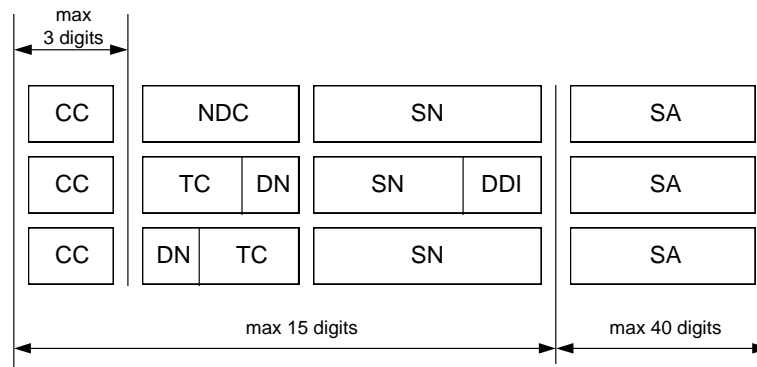 max
3 digits
CC NDC SN SA
CC TC DN SN DDI SA
CC DN TC SN SA
max 15 digits max 40 digits